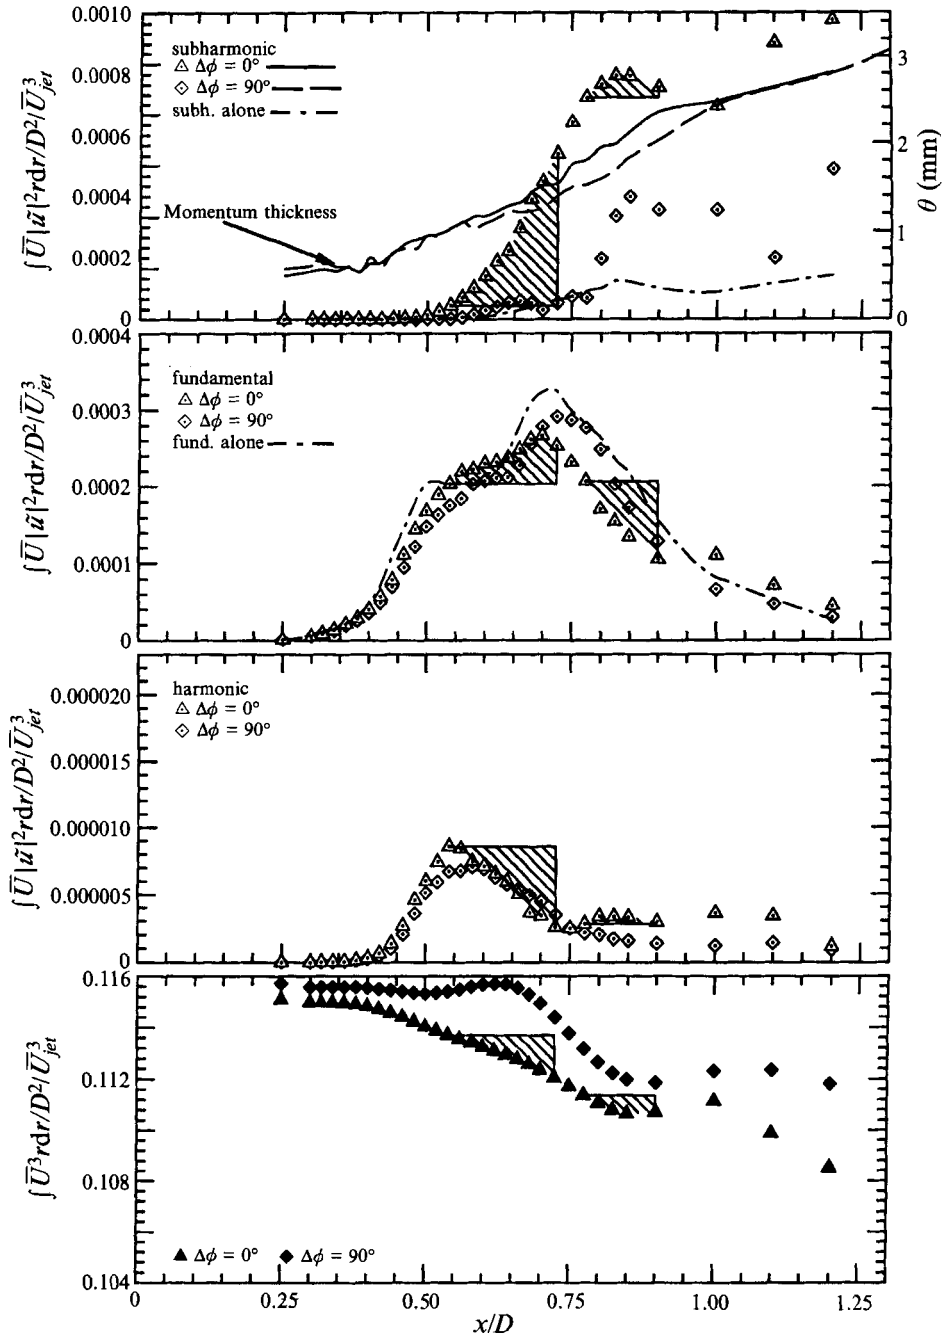 0.0010
0.0008
0.0006
0.0004
0.0002
0
∫Ū|ũ|²rdr/D²/Ū³jet
subharmonic
Δϕ = 0°
Δϕ = 90°
subh. alone
Momentum thickness
3
2
1
0
θ (mm)
0.0004
0.0003
0.0002
0.0001
0
∫Ū|ũ|²rdr/D²/Ū³jet
fundamental
Δϕ = 0°
Δϕ = 90°
fund. alone
0.000020
0.000015
0.000010
0.000005
0
∫Ū|ũ|²rdr/D²/Ū³jet
harmonic
Δϕ = 0°
Δϕ = 90°
0.116
0.112
0.108
0.104
∫Ū³rdr/D²/Ū³jet
Δϕ = 0° Δϕ = 90°
0 0.25 0.50 0.75 1.00 1.25
x/D